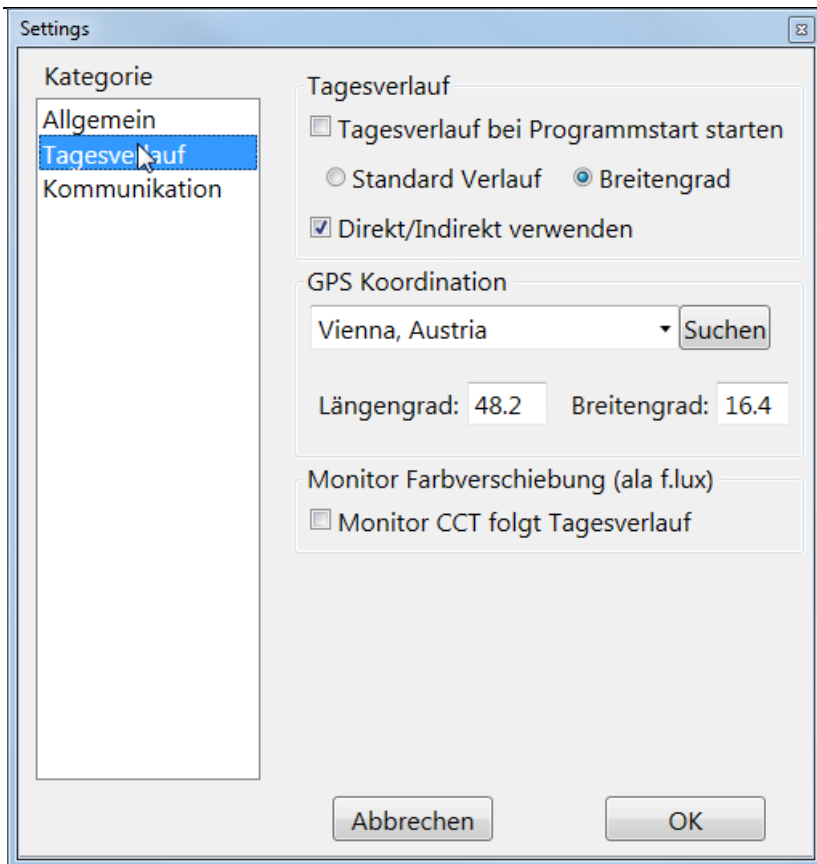 Settings
Kategorie
Allgemein
Tagesverlauf
Kommunikation
Tagesverlauf
Tagesverlauf bei Programmstart starten
Standard Verlauf Breitengrad
Direkt/Indirekt verwenden
GPS Koordination
Vienna, Austria Suchen
Längengrad: 48.2 Breitengrad: 16.4
Monitor Farbverschiebung (ala f.lux)
Monitor CCT folgt Tagesverlauf
Abbrechen OK